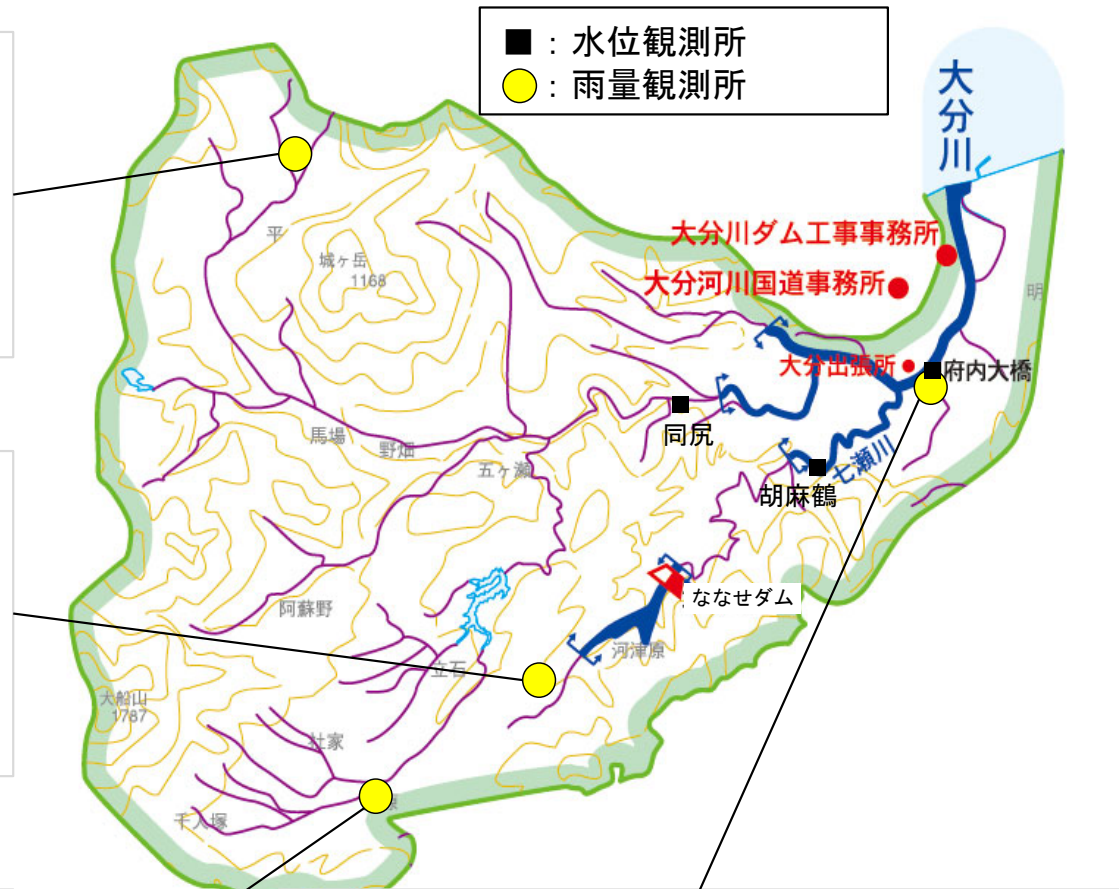 ■：水位観測所
：雨量観測所
大分川
大分川ダム工事事務所
大分河川国道事務所
大分出張所
府内大橋
明
平
城ヶ岳
1168
同尻
馬場
野畑
五ヶ瀬
七瀬川
胡麻鶴
ななせダム
阿蘇野
河津原
立石
大船山
1787
社家
千人塚